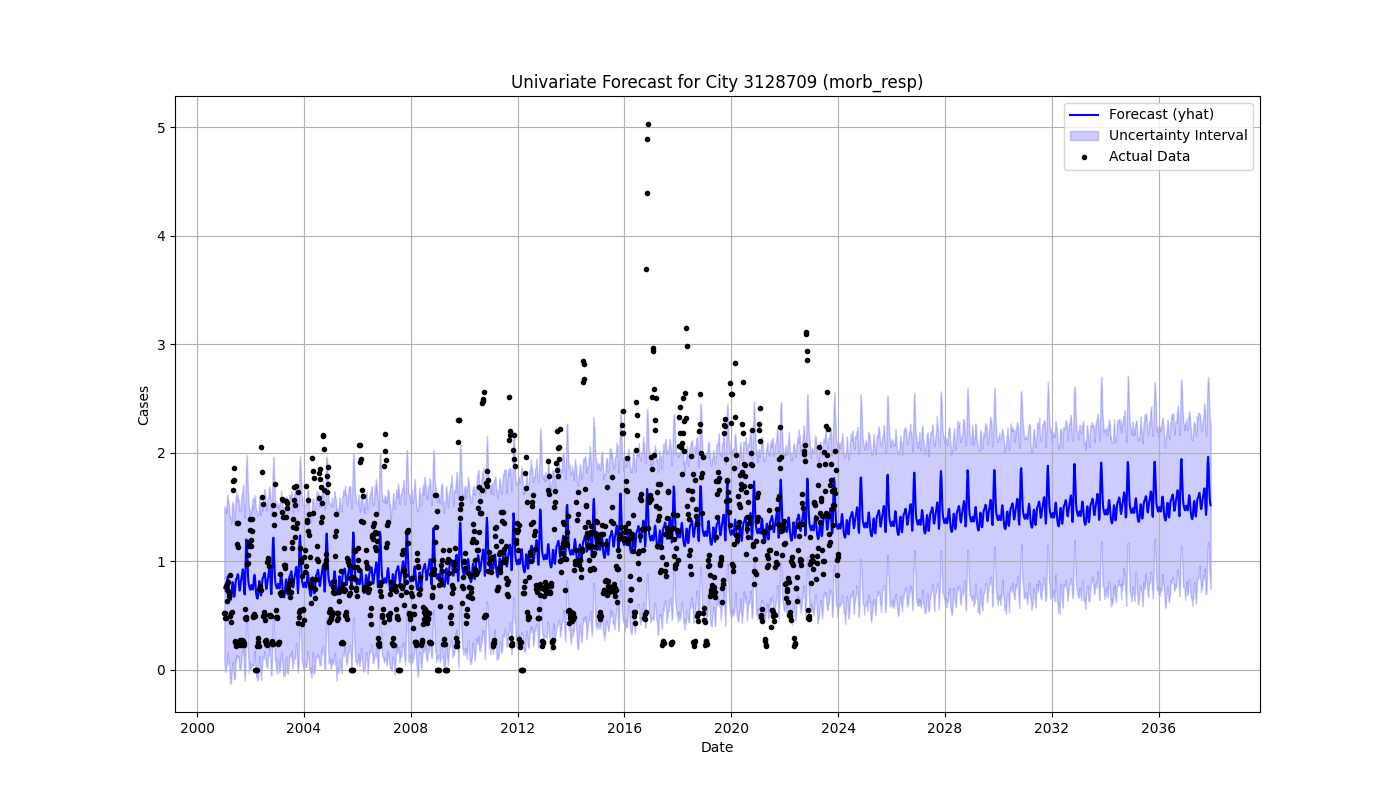 Univariate Forecast for City 3128709 (morb_resp)
Forecast (yhat)
Uncertainty Interval
Actual Data
Cases
5
4
3
2
1
0
2000 2004 2008 2012 2016 2020 2024 2028 2032 2036
Date